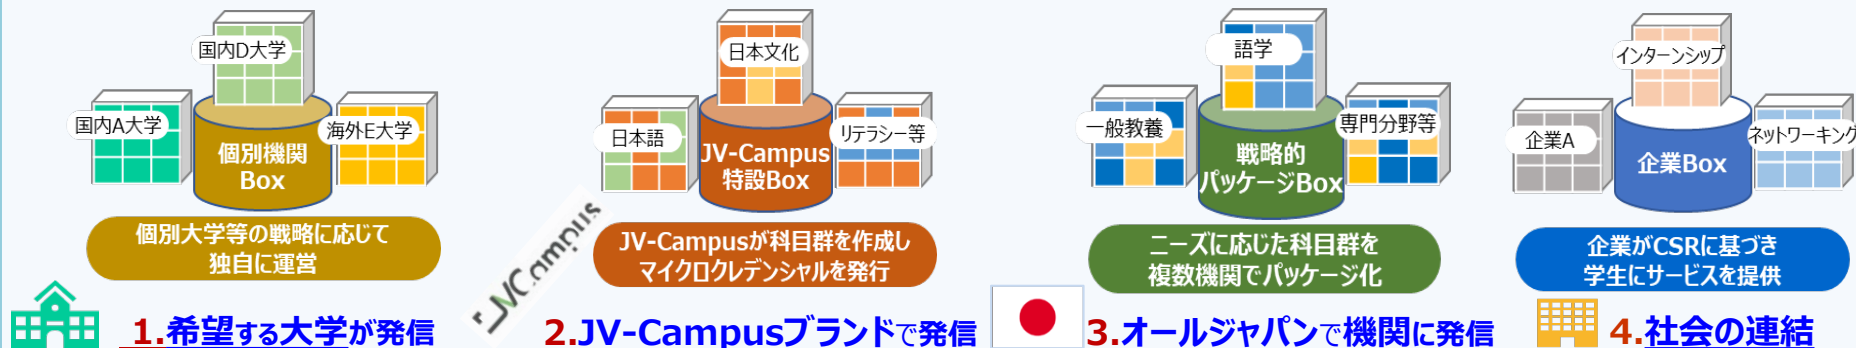 国内D大学
国内A大学
海外E大学
個別機関
Box
個別大学等の戦略に応じて
独自に運営
1.希望する大学が発信
日本文化
日本語
リテラシー等
JV-Campus
特設Box
JV-Campusが科目群を作成し
マイクロクレデンシャルを発行
JVCampus
2.JV-Campusブランドで発信
語学
一般教養
専門分野等
戦略的
パッケージBox
ニーズに応じた科目群を
複数機関でパッケージ化
3.オールジャパンで機関に発信
インターンシップ
企業A
ネットワーキング
企業Box
企業がCSRに基づき
学生にサービスを提供
4.社会の連結